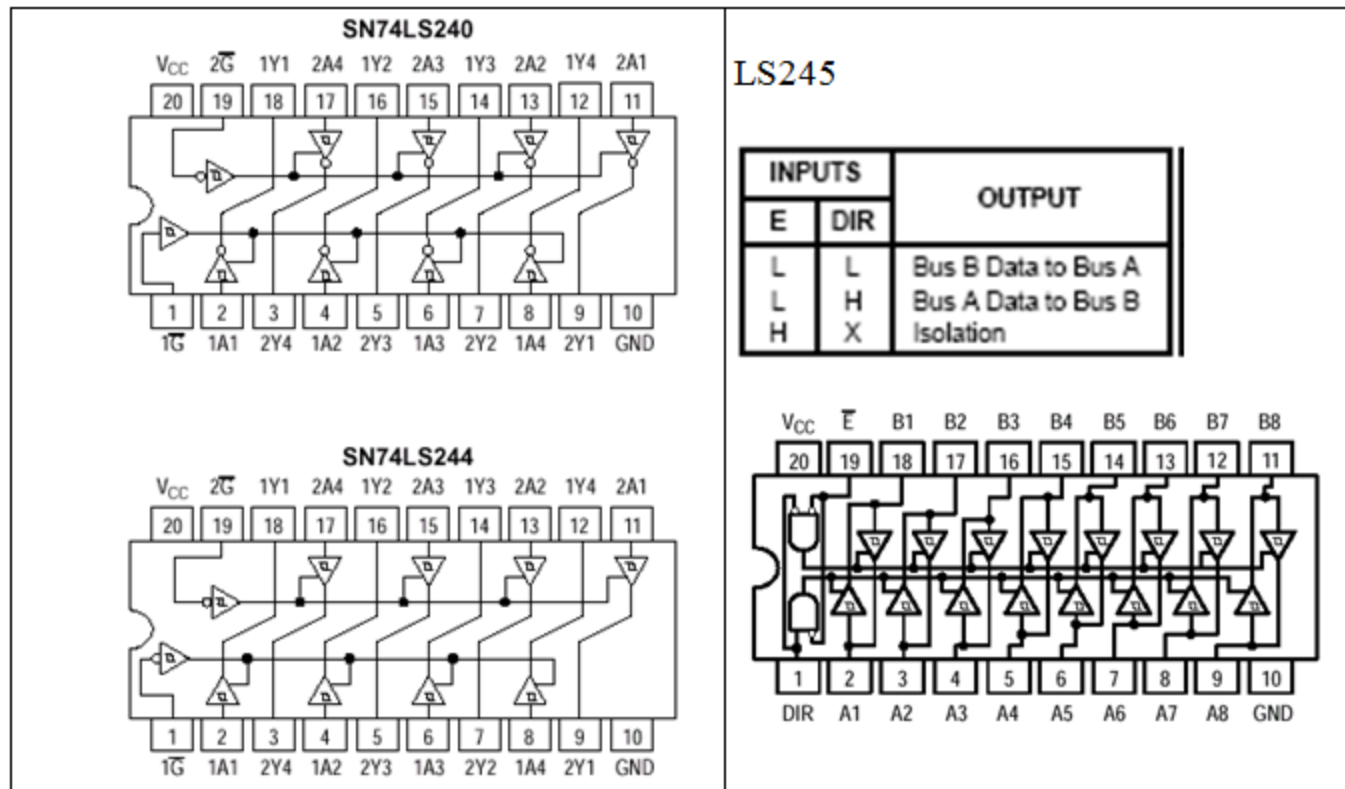 SN74LS240
V_CC 2G̅ 1Y1 2A4 1Y2 2A3 1Y3 2A2 1Y4 2A1
20 19 18 17 16 15 14 13 12 11
1 2 3 4 5 6 7 8 9 10
1G̅ 1A1 2Y4 1A2 2Y3 1A3 2Y2 1A4 2Y1 GND
SN74LS244
V_CC 2G̅ 1Y1 2A4 1Y2 2A3 1Y3 2A2 1Y4 2A1
20 19 18 17 16 15 14 13 12 11
1 2 3 4 5 6 7 8 9 10
1G̅ 1A1 2Y4 1A2 2Y3 1A3 2Y2 1A4 2Y1 GND
LS245
INPUTS OUTPUT
E DIR
L L Bus B Data to Bus A
L H Bus A Data to Bus B
H X Isolation
V_CC E̅ B1 B2 B3 B4 B5 B6 B7 B8
20 19 18 17 16 15 14 13 12 11
1 2 3 4 5 6 7 8 9 10
DIR A1 A2 A3 A4 A5 A6 A7 A8 GND